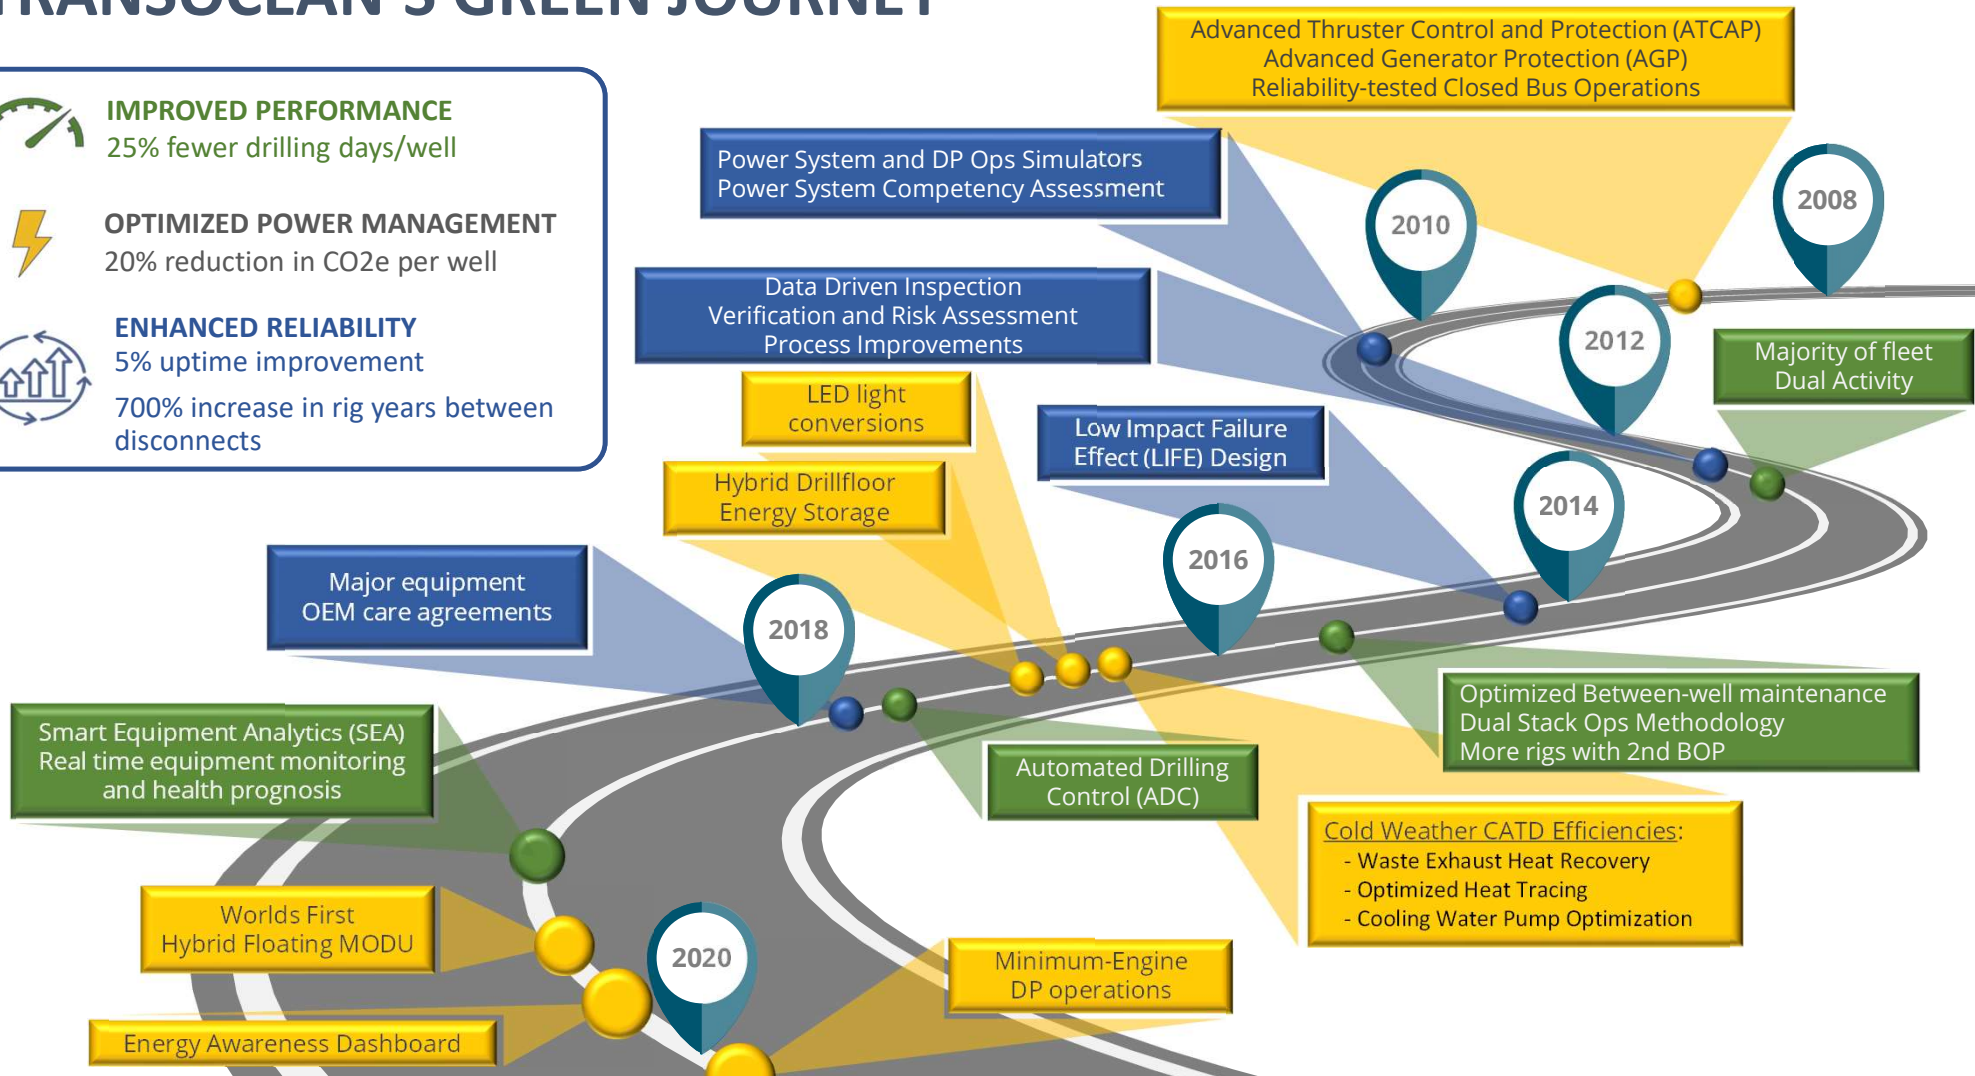 TRANSOCEAN'S GREEN JOURNEY
IMPROVED PERFORMANCE
25% fewer drilling days/well
OPTIMIZED POWER MANAGEMENT
20% reduction in CO2e per well
ENHANCED RELIABILITY
5% uptime improvement
700% increase in rig years between
disconnects
Advanced Thruster Control and Protection (ATCAP)
Advanced Generator Protection (AGP)
Reliability-tested Closed Bus Operations
2008
Power System and DP Ops Simulators
Power System Competency Assessment
2010
Data Driven Inspection
Verification and Risk Assessment
Process Improvements
2012
Majority of fleet
Dual Activity
LED light
conversions
Low Impact Failure
Effect (LIFE) Design
2014
Hybrid Drillfloor
Energy Storage
2016
Major equipment
OEM care agreements
2018
Optimized Between-well maintenance
Dual Stack Ops Methodology
More rigs with 2nd BOP
Smart Equipment Analytics (SEA)
Real time equipment monitoring
and health prognosis
Automated Drilling
Control (ADC)
Cold Weather CATD Efficiencies:
- Waste Exhaust Heat Recovery
- Optimized Heat Tracing
- Cooling Water Pump Optimization
Worlds First
Hybrid Floating MODU
2020
Minimum-Engine
DP operations
Energy Awareness Dashboard